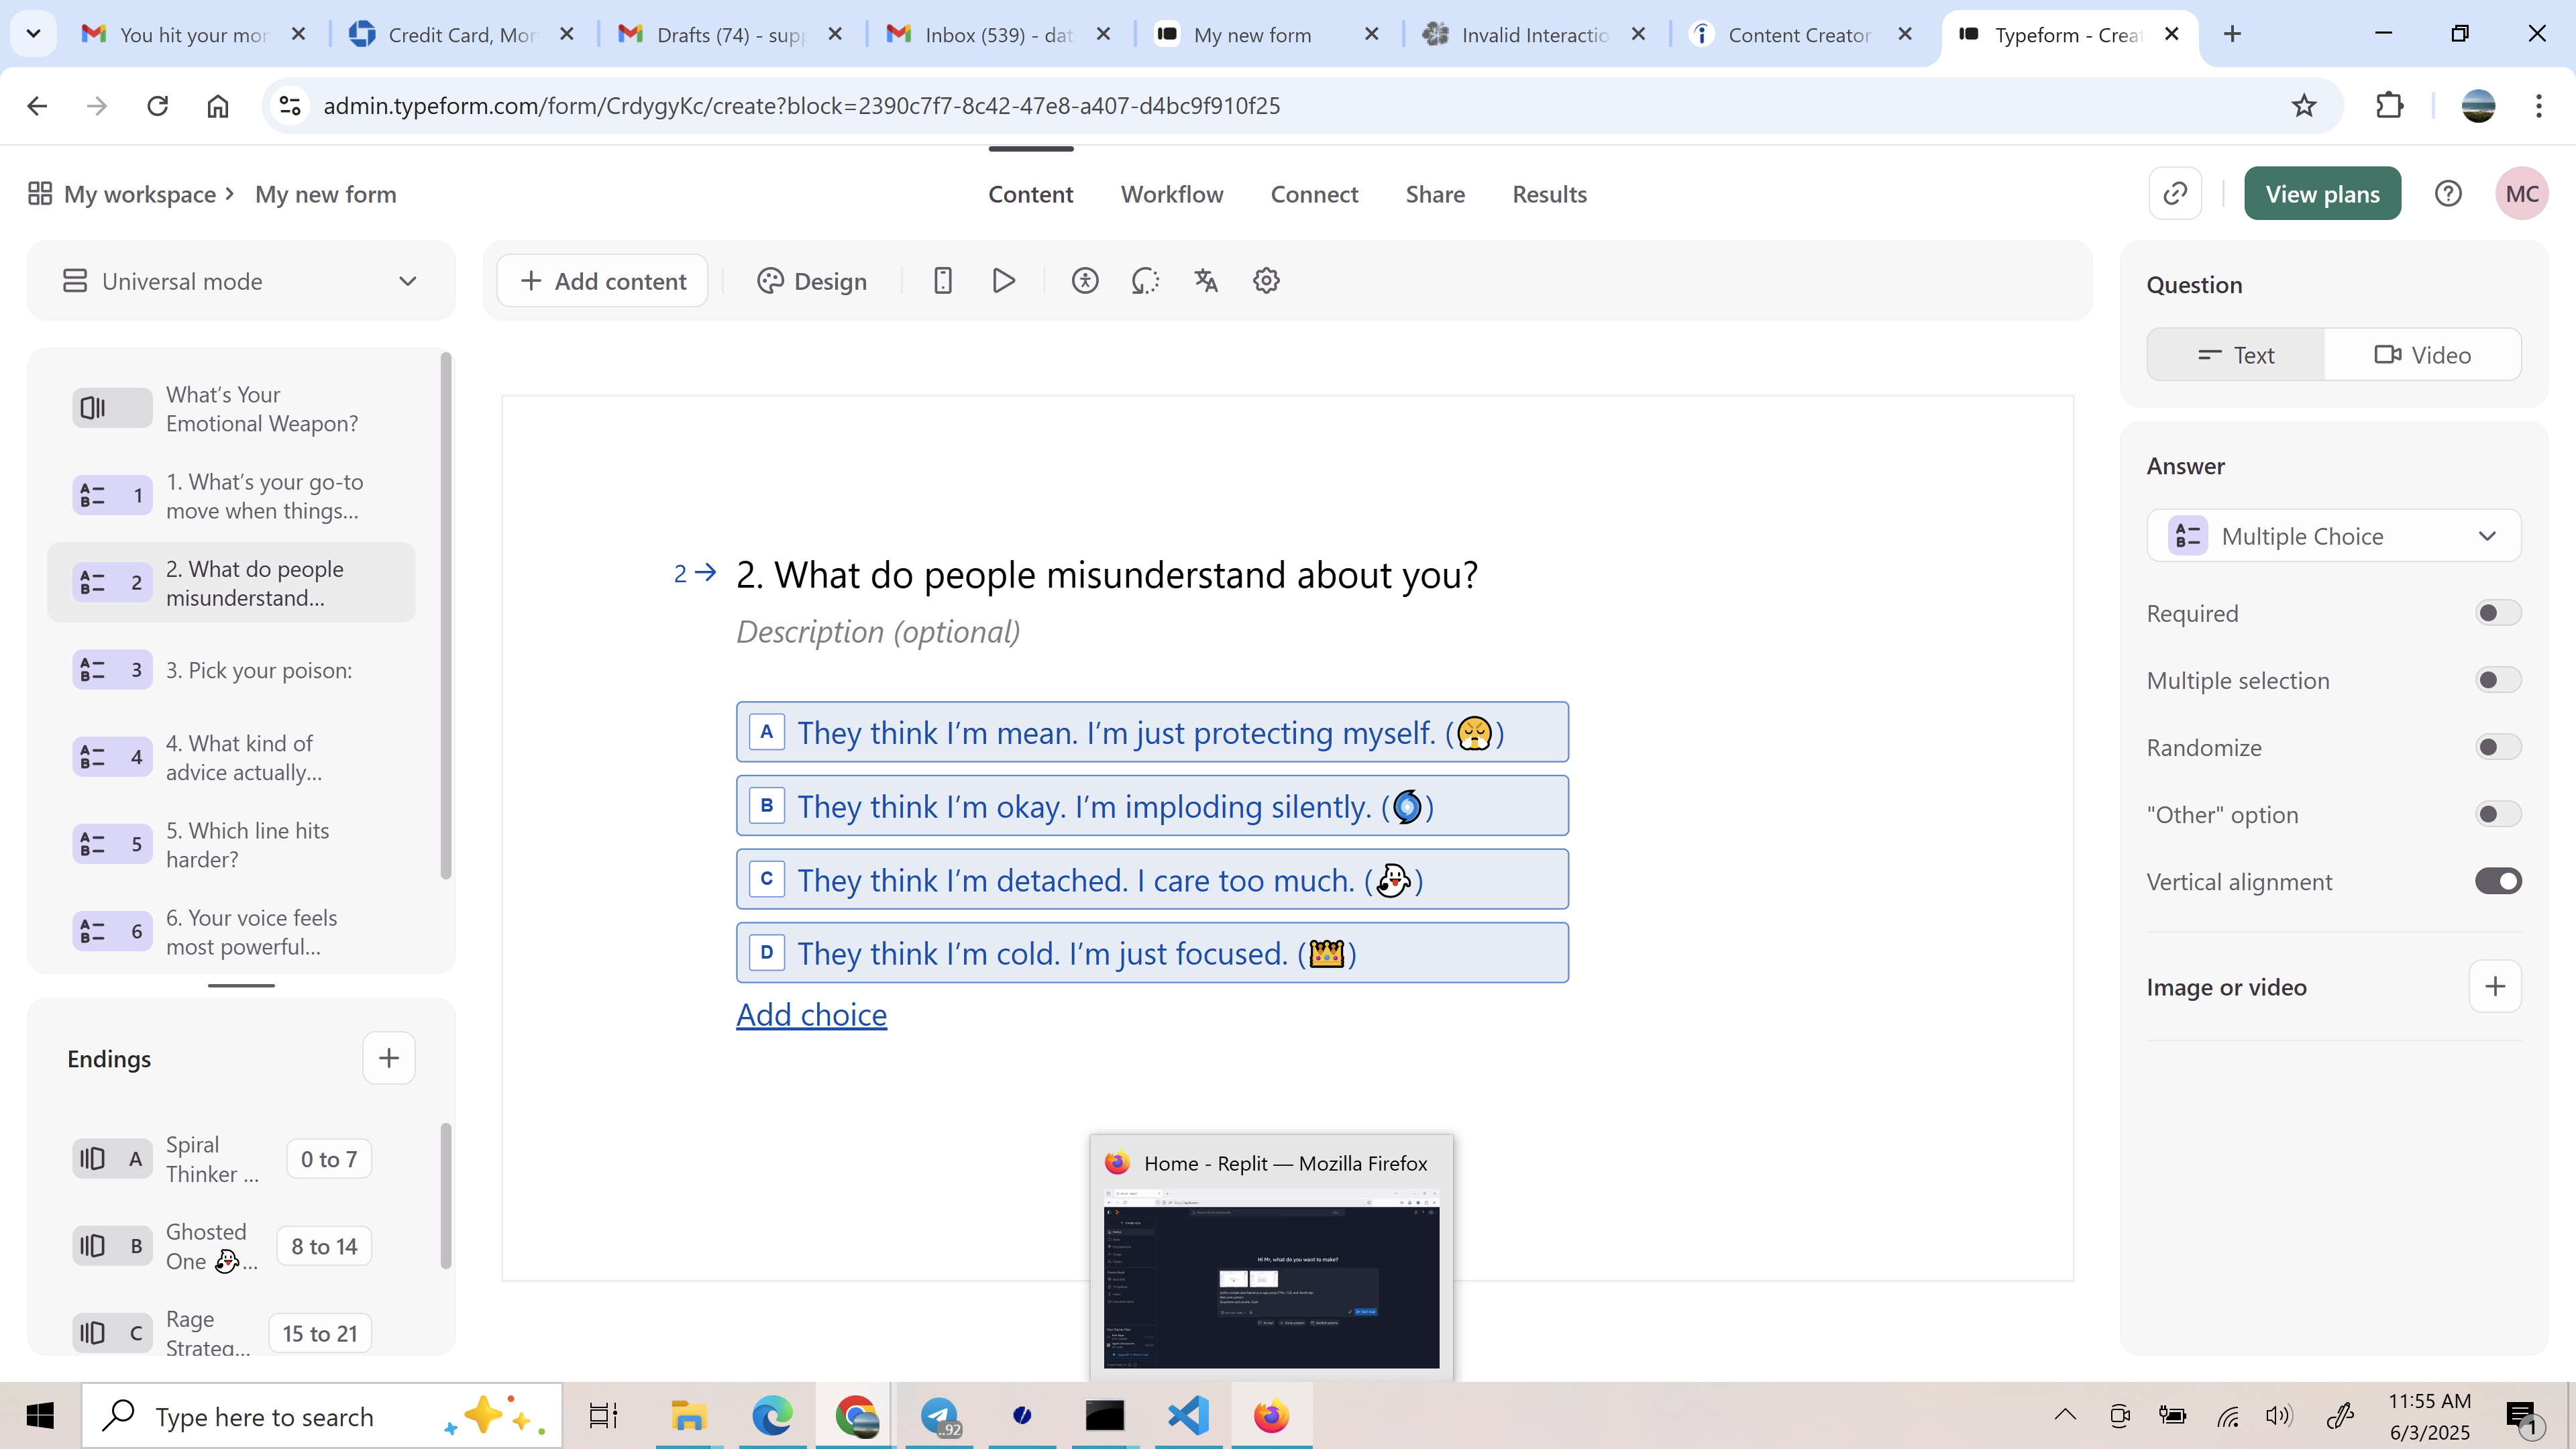 You hit your mor
Credit Card, Mor
Drafts (74) - supp
Inbox (539) - dat
My new form
Invalid Interactio
Content Creator
Typeform - Crea
admin.typeform.com/form/CrdygyKc/create?block=2390c7f7-8c42-47e8-a407-d4bc9f910f25
My workspace
My new form
Content
Workflow
Connect
Share
Results
View plans
MC
Universal mode
Add content
Design
What’s Your
Emotional Weapon?
1
1. What’s your go-to
move when things...
2
2. What do people
misunderstand...
3
3. Pick your poison:
4
4. What kind of
advice actually...
5
5. Which line hits
harder?
6
6. Your voice feels
most powerful...
Endings
A
Spiral
Thinker ...
0 to 7
B
Ghosted
One 👻...
8 to 14
C
Rage
Strateg...
15 to 21
2
2. What do people misunderstand about you?
Description (optional)
A They think I’m mean. I’m just protecting myself. (😤)
B They think I’m okay. I’m imploding silently. (🌀)
C They think I’m detached. I care too much. (👻)
D They think I’m cold. I’m just focused. (👑)
Add choice
Question
Text
Video
Answer
Multiple Choice
Required
Multiple selection
Randomize
"Other" option
Vertical alignment
Image or video
Home - Replit — Mozilla Firefox
Hi Mr, what do you want to make?
Type here to search
..92
11:55 AM
6/3/2025
1